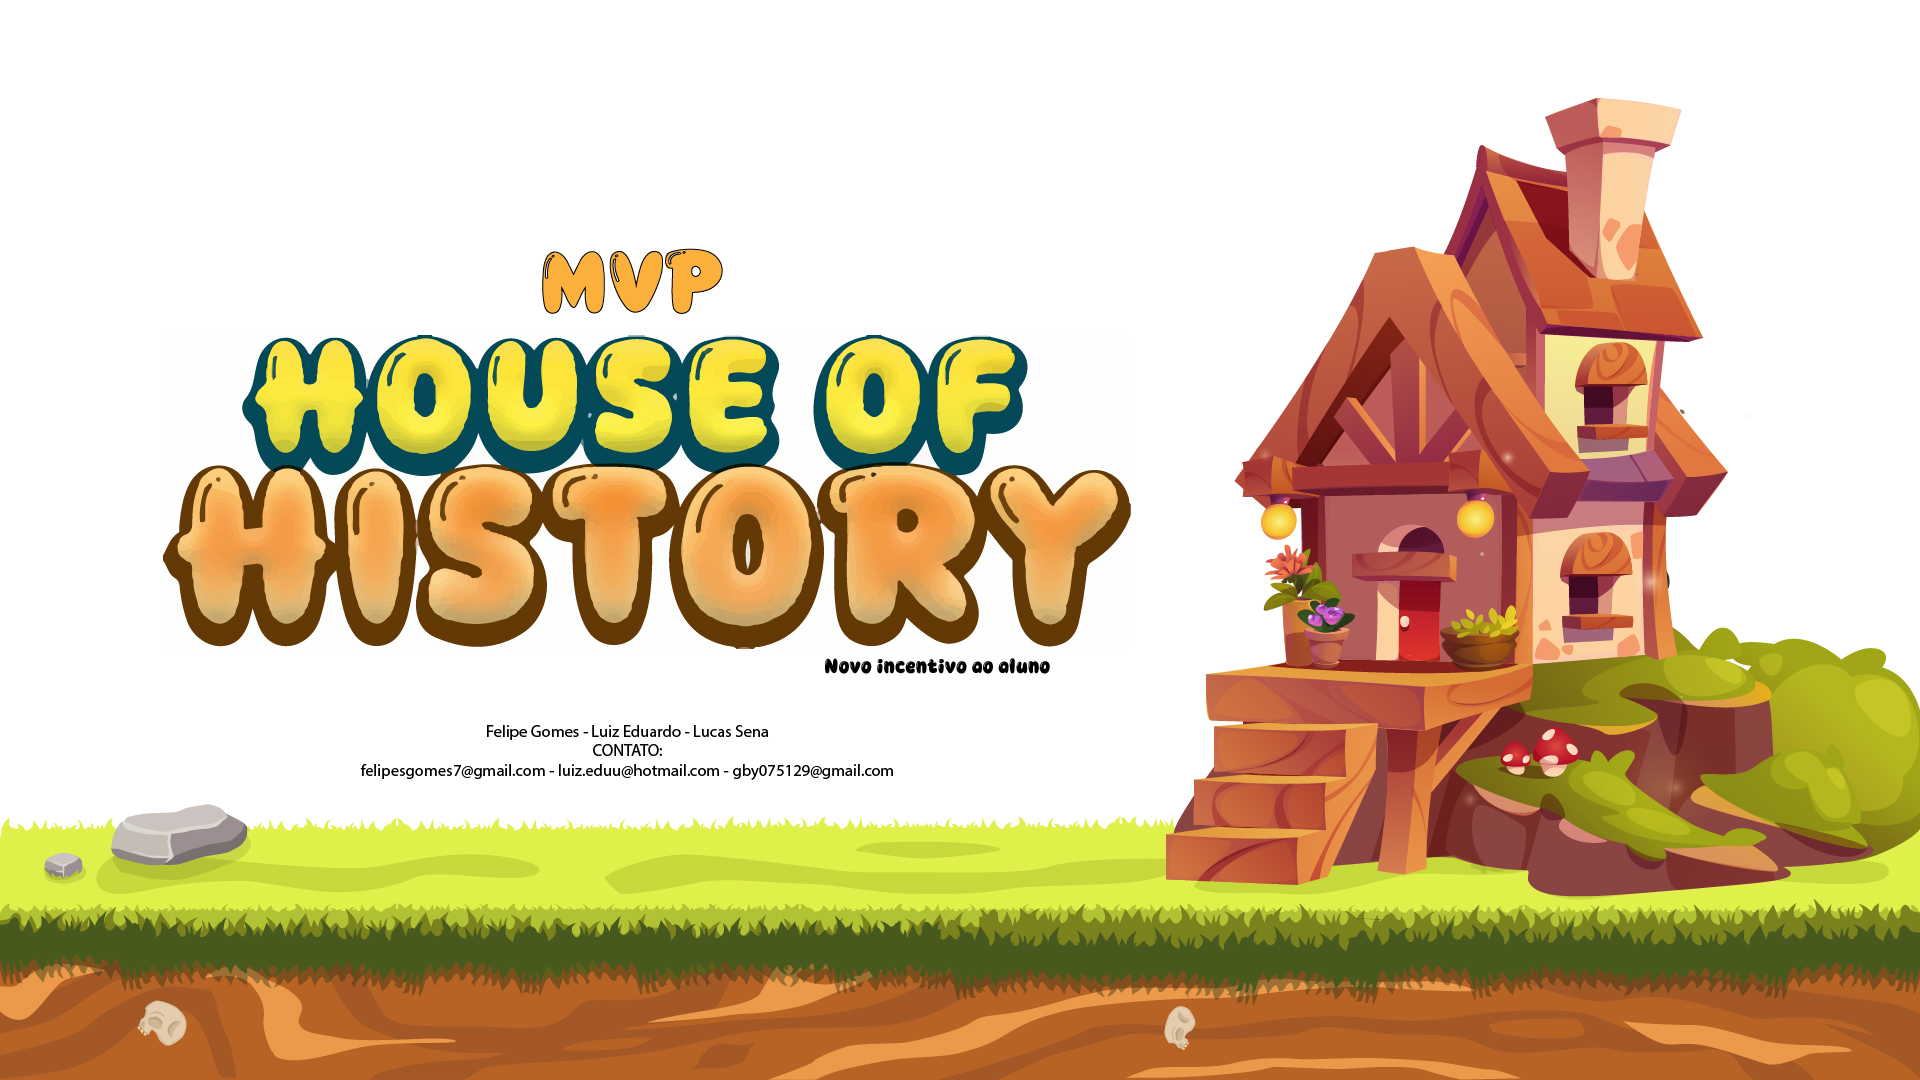 MVP
HOUSE OF
HISTORY
Novo incentivo ao aluno
Felipe Gomes - Luiz Eduardo - Lucas Sena
CONTATO:
felipesgomes7@gmail.com - luiz.eduu@hotmail.com - gby075129@gmail.com